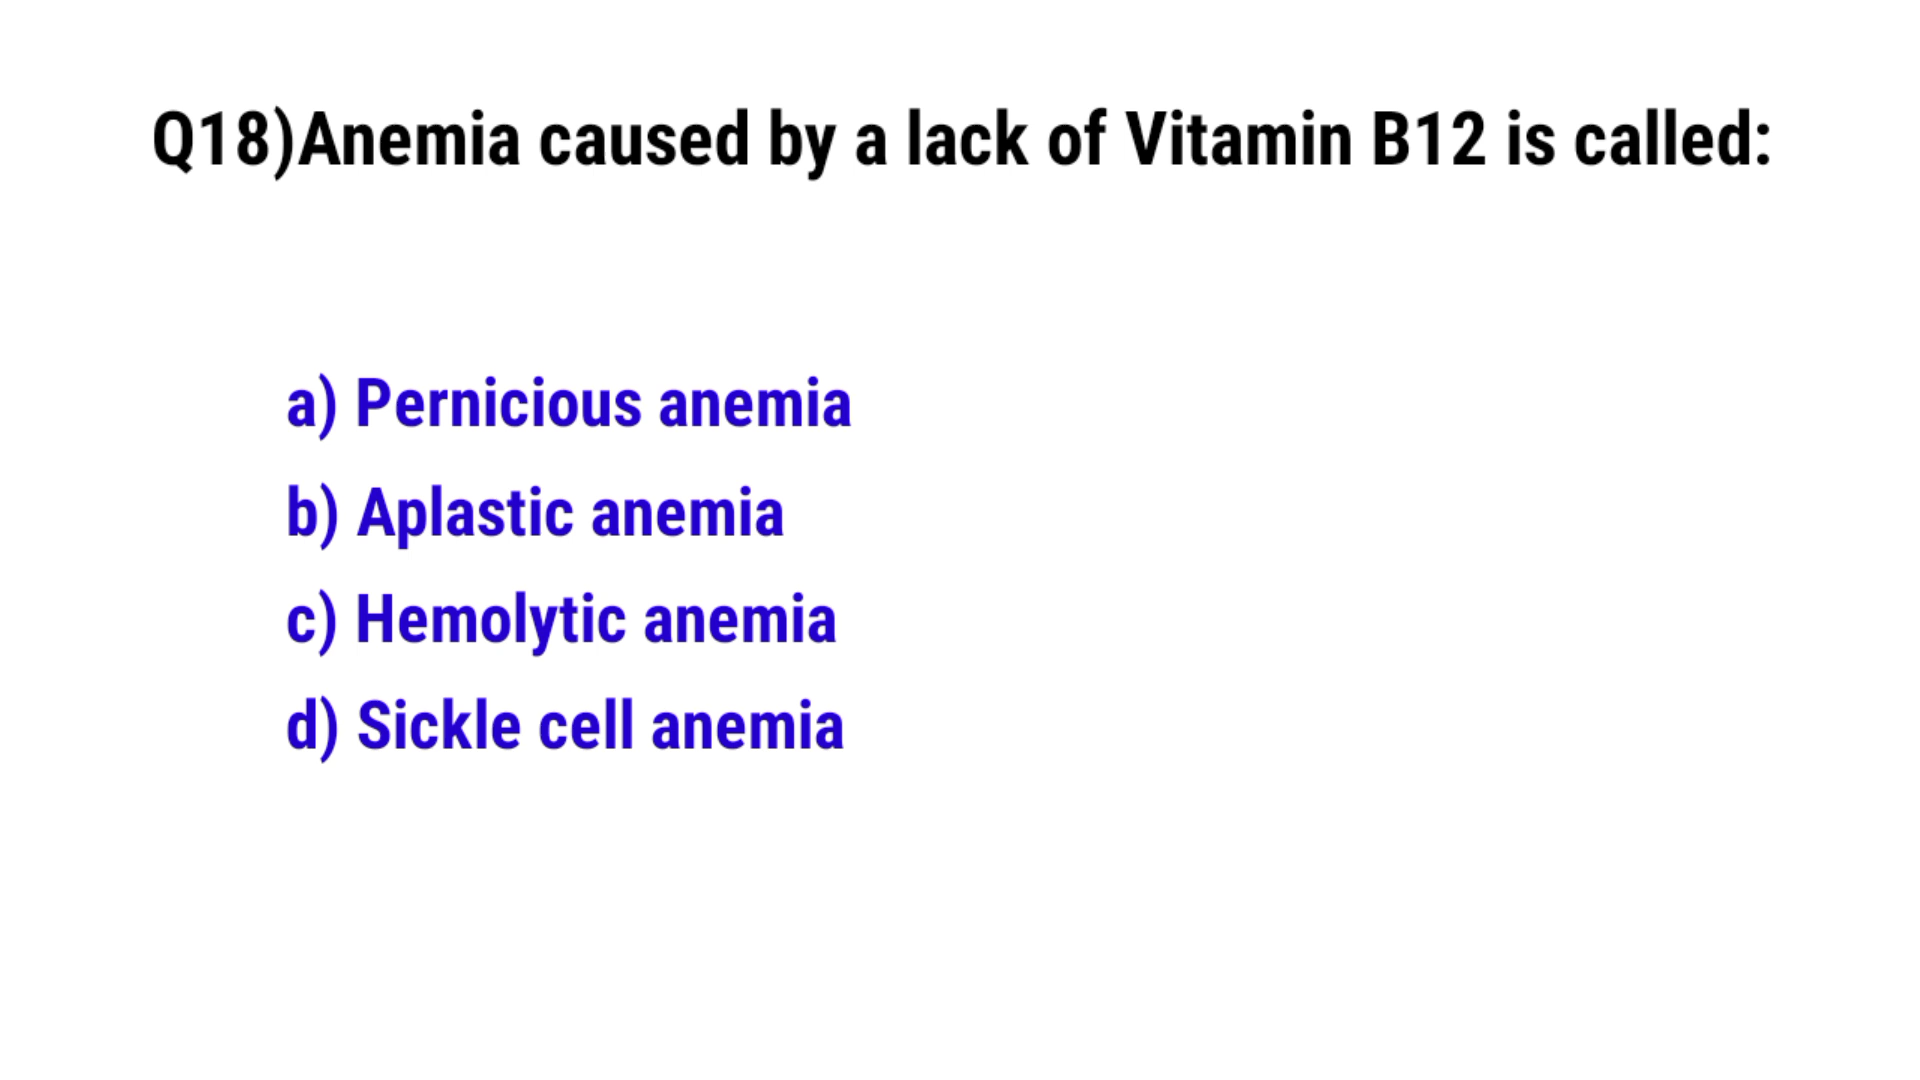 Q18)Anemia caused by a lack of Vitamin B12 is called:
a) Pernicious anemia
b) Aplastic anemia
c) Hemolytic anemia
d) Sickle cell anemia